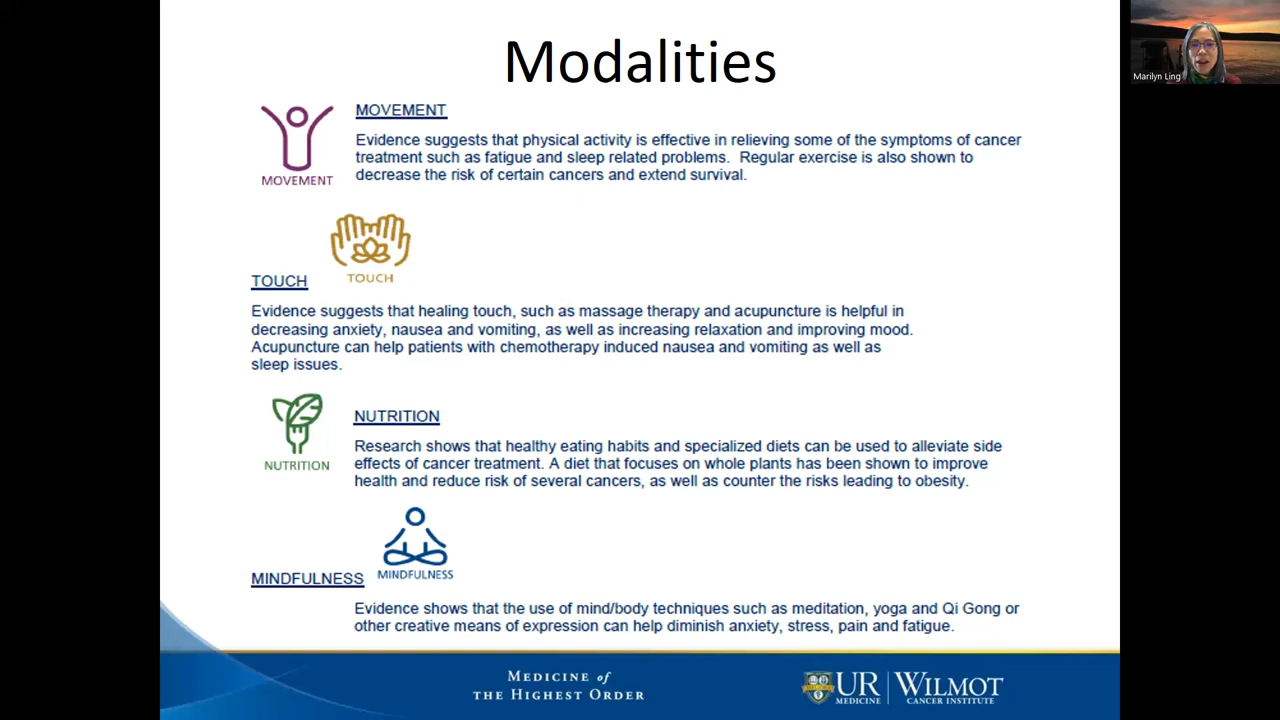 Modalities
Marilyn Ling
MOVEMENT
Evidence suggests that physical activity is effective in relieving some of the symptoms of cancer
treatment such as fatigue and sleep related problems.  Regular exercise is also shown to
decrease the risk of certain cancers and extend survival.
MOVEMENT
TOUCH
TOUCH
Evidence suggests that healing touch, such as massage therapy and acupuncture is helpful in
decreasing anxiety, nausea and vomiting, as well as increasing relaxation and improving mood.
Acupuncture can help patients with chemotherapy induced nausea and vomiting as well as
sleep issues.
NUTRITION
Research shows that healthy eating habits and specialized diets can be used to alleviate side
effects of cancer treatment. A diet that focuses on whole plants has been shown to improve
health and reduce risk of several cancers, as well as counter the risks leading to obesity.
NUTRITION
MINDFULNESS
MINDFULNESS
Evidence shows that the use of mind/body techniques such as meditation, yoga and Qi Gong or
other creative means of expression can help diminish anxiety, stress, pain and fatigue.
MEDICINE of
THE HIGHEST ORDER
UR
MEDICINE
WILMOT
CANCER INSTITUTE